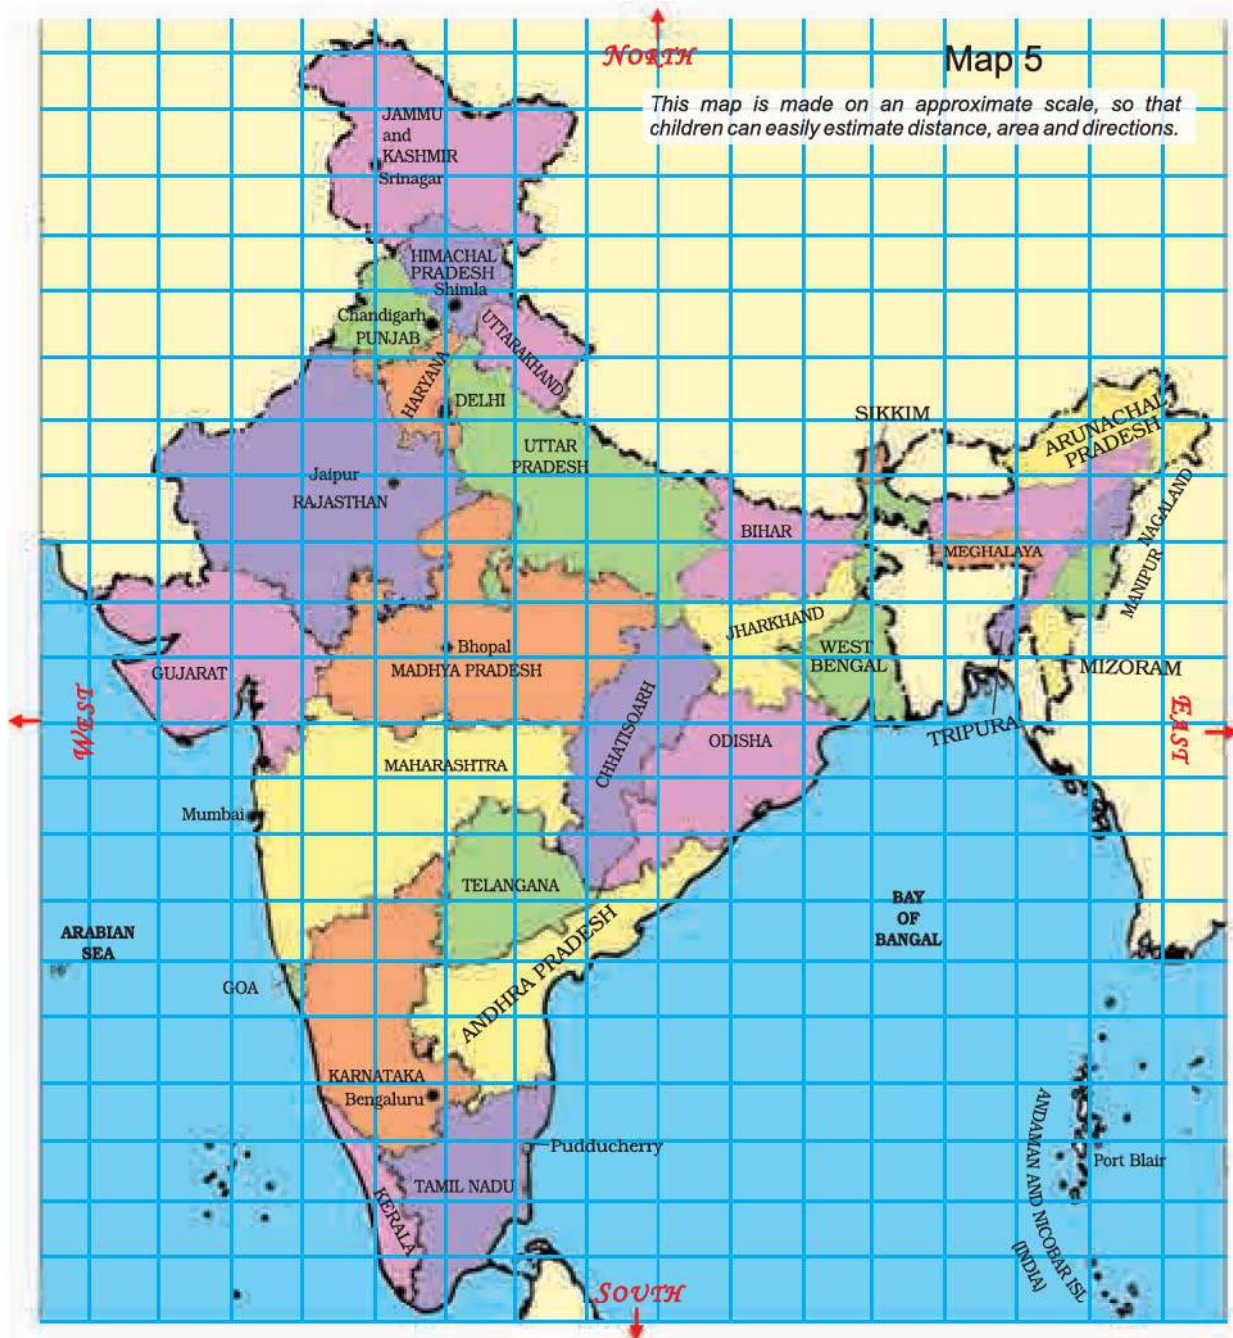 NORTH
Map 5
This map is made on an approximate scale, so that
children can easily estimate distance, area and directions.
JAMMU
and
KASHMIR
Srinagar
HIMACHAL
PRADESH
Shimla
Chandigarh
PUNJAB
UTTARAKHAND
HARYANA
DELHI
SIKKIM
ARUNACHAL
PRADESH
UTTAR
PRADESH
Jaipur
RAJASTHAN
BIHAR
NAGALAND
MEGHALAYA
MANIPUR
JHARKHAND
Bhopal
MADHYA PRADESH
GUJARAT
WEST
BENGAL
MIZORAM
WEST
EAST
TRIPURA
CHHATISOARH
ODISHA
MAHARASHTRA
Mumbai
TELANGANA
ARABIAN
SEA
BAY
OF
BANGAL
GOA
ANDHRA PRADESH
KARNATAKA
Bengaluru
Pudducherry
Port Blair
TAMIL NADU
KERALA
ANDAMAN AND NICOBAR ISL
(INDIA)
SOUTH